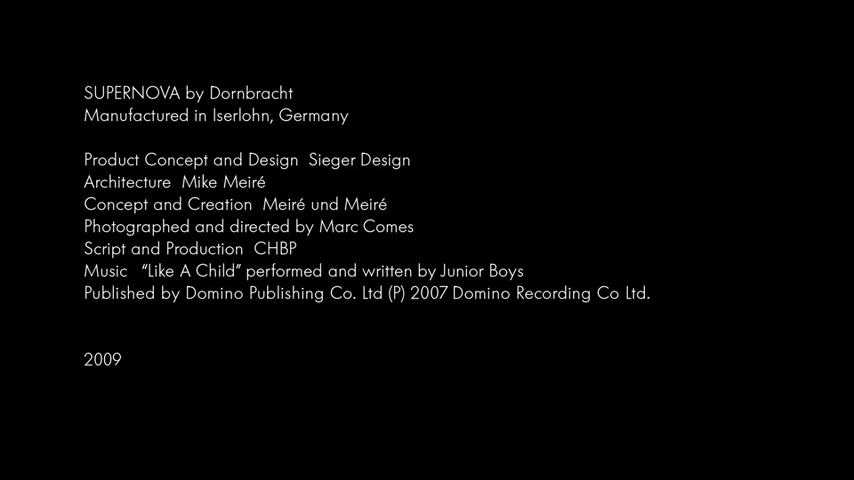 SUPERNOVA by Dornbracht
Manufactured in Iserlohn, Germany
Product Concept and Design Sieger Design
Architecture Mike Meiré
Concept and Creation Meiré und Meiré
Photographed and directed by Marc Comes
Script and Production CHBP
Music “Like A Child” performed and written by Junior Boys
Published by Domino Publishing Co. Ltd (P) 2007 Domino Recording Co Ltd.
2009